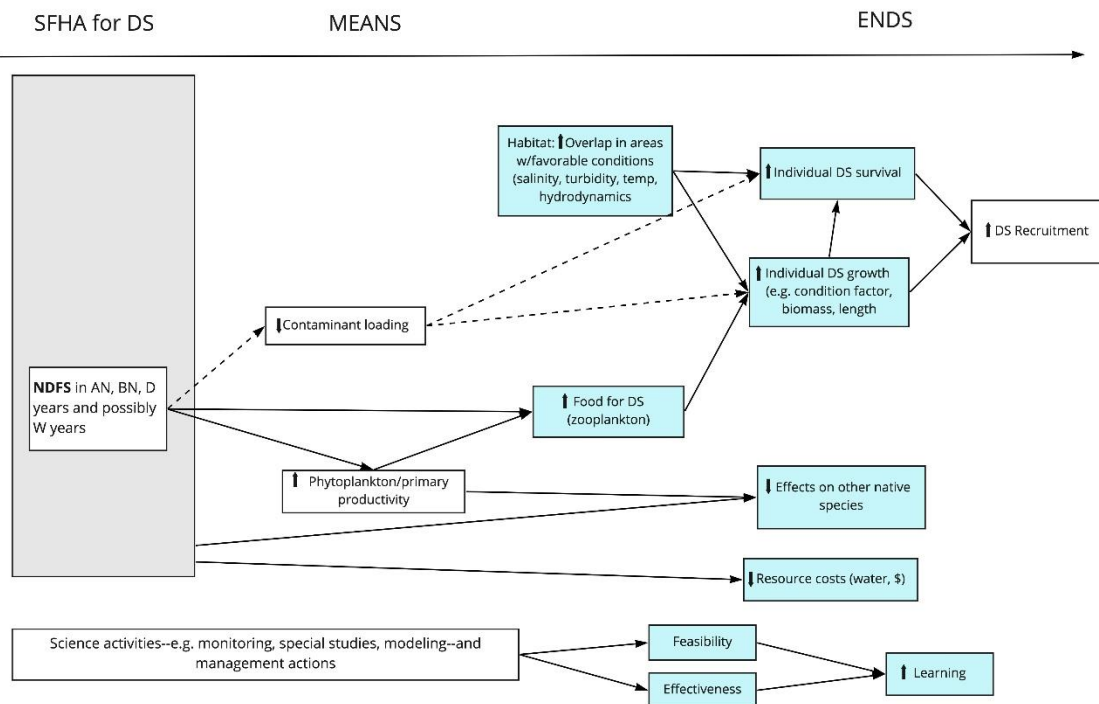 SFHA for DS
MEANS
ENDS
Habitat: ⬆Overlap in areas
w/favorable conditions
(salinity, turbidity, temp,
hydrodynamics
⬆Individual DS survival
⬆ DS Recruitment
⬆ Individual DS growth
(e.g. condition factor,
biomass, length
⬇Contaminant loading
NDFS in AN, BN, D
years and possibly
W years
⬆ Food for DS
(zooplankton)
⬆ Phytoplankton/primary
productivity
⬇ Effects on other native
species
⬇Resource costs (water, $)
Science activities--e.g. monitoring, special studies, modeling--and
management actions
Feasibility
Effectiveness
⬆ Learning